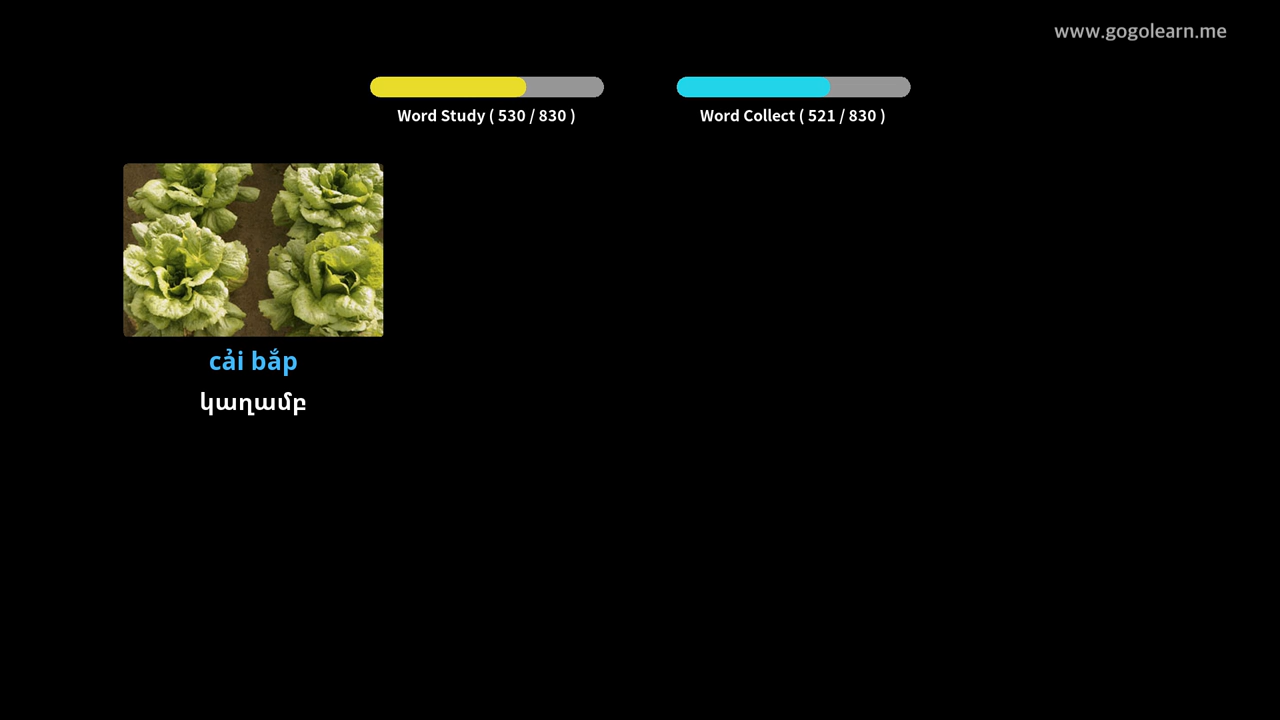 www.gogolearn.me
Word Study ( 530 / 830 )
Word Collect ( 521 / 830 )
cải bắp
կաղամբ